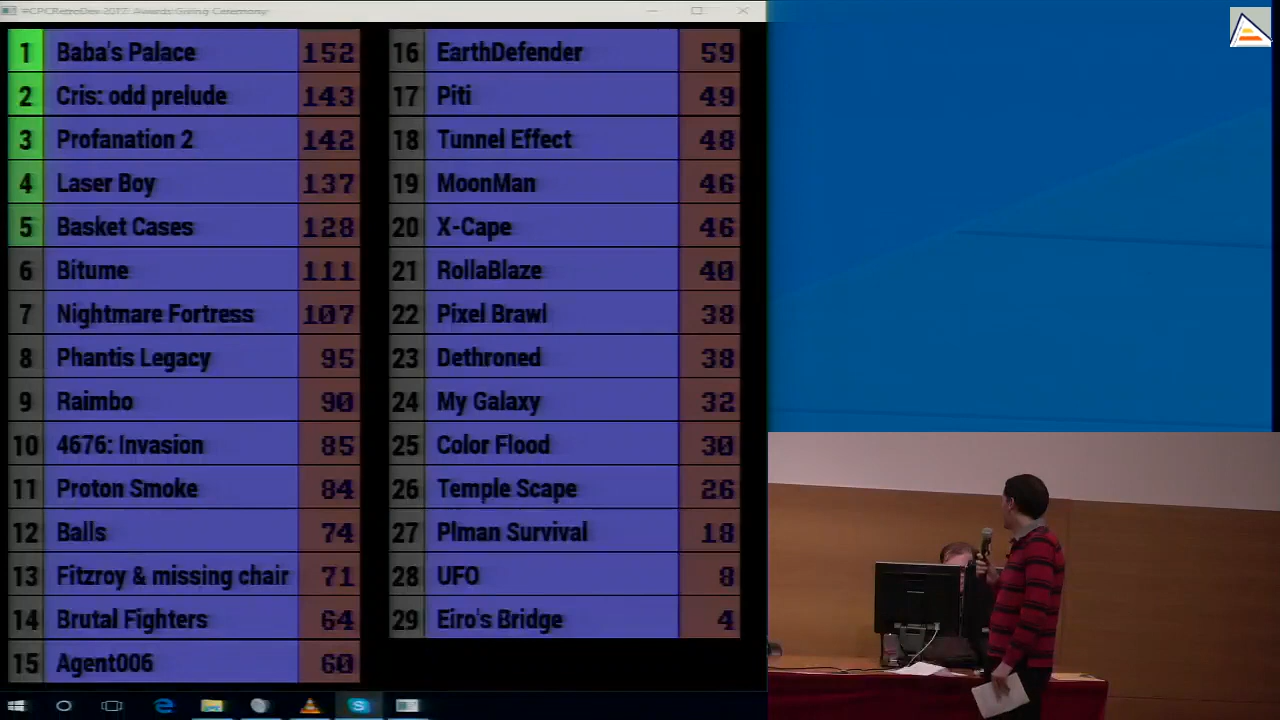 #CPCRetroDev 2017: Awards Giving Ceremony
1 Baba's Palace 152
2 Cris: odd prelude 143
3 Profanation 2 142
4 Laser Boy 137
5 Basket Cases 128
6 Bitume 111
7 Nightmare Fortress 107
8 Phantis Legacy 95
9 Raimbo 90
10 4676: Invasion 85
11 Proton Smoke 84
12 Balls 74
13 Fitzroy & missing chair 71
14 Brutal Fighters 64
15 Agent006 60
16 EarthDefender 59
17 Piti 49
18 Tunnel Effect 48
19 MoonMan 46
20 X-Cape 46
21 RollaBlaze 40
22 Pixel Brawl 38
23 Dethroned 38
24 My Galaxy 32
25 Color Flood 30
26 Temple Scape 26
27 Plman Survival 18
28 UFO 8
29 Eiro's Bridge 4